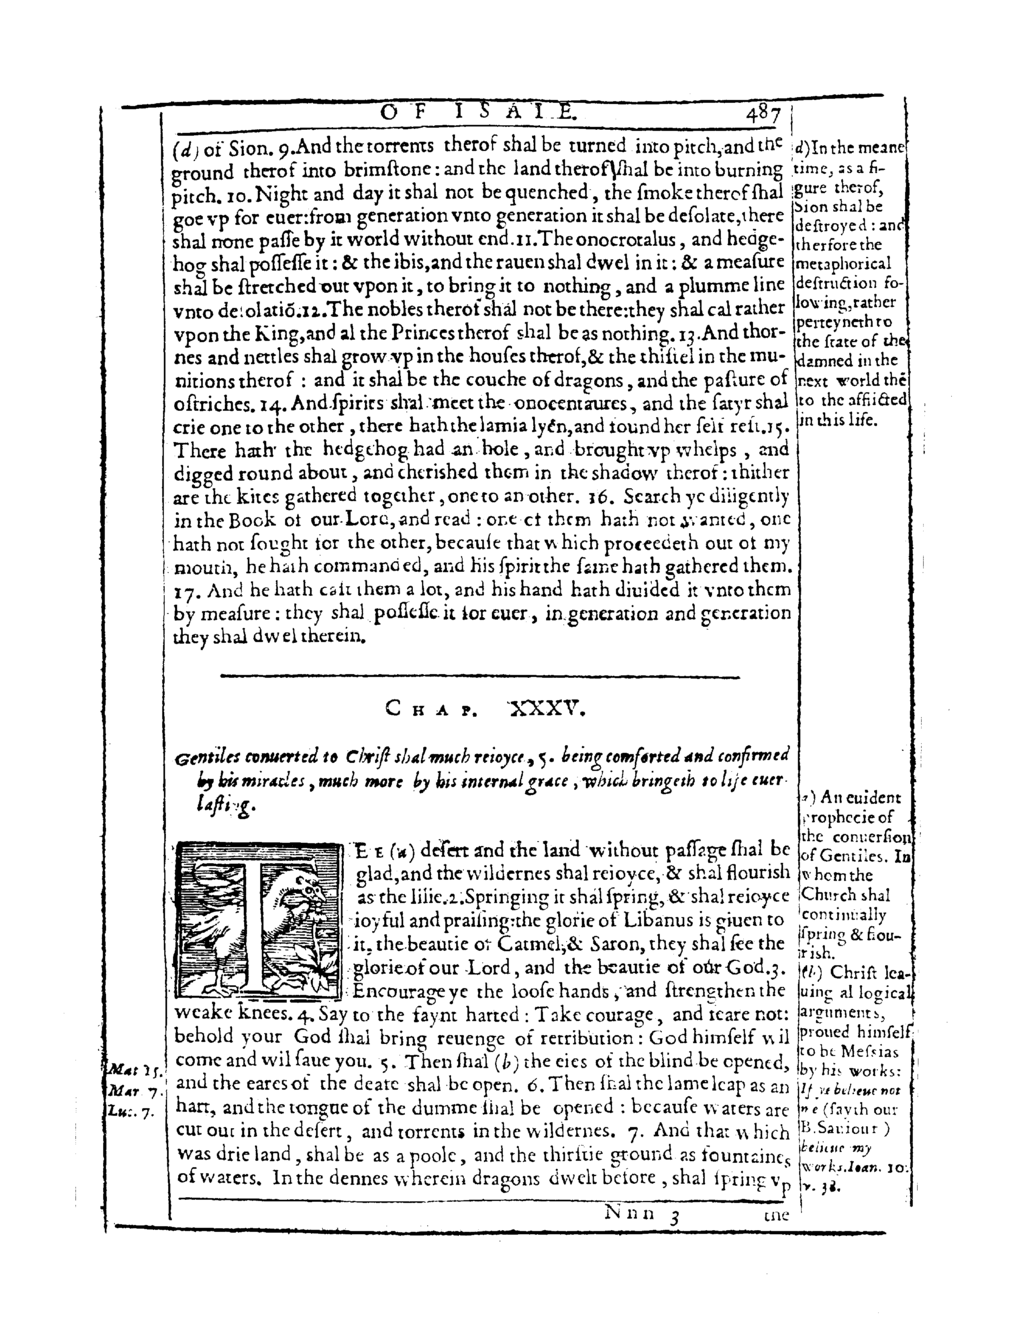 OF ISAIE. 487
(d) of Sion. 9.And the torrents therof shal be turned into pitch,and the
ground therof into brimſtone: and the land therof ſhal be into burning
pitch. 10. Night and day it shal not be quenched, the ſmoke therof ſhal
goe vp for euer:from generation vnto generation it shal be deſolate,there
shal none paſſe by it world without end.11.The onocrotalus, and hedge-
hog shal poſſeſſe it: & the ibis,and the rauen shal dwel in it: & a meaſure
shal be ſtretched out vpon it, to bring it to nothing, and a plumme line
vnto deſolatiõ.12.The nobles therof shal not be there:they shal cal rather
vpon the King,and al the Princes therof shal be as nothing. 13.And thor-
nes and nettles shal grow vp in the houſes therof,& the thiſtel in the mu-
nitions therof : and it shal be the couche of dragons, and the paſture of
oſtriches. 14. And ſpirits shal meet the onocentaures, and the ſatyr shal
crie one to the other, there hath the lamia lyẽn,and found her ſelf reſt.15.
There hath the hedgehog had an hole, and brought vp whelps, and
digged round about, and cherished them in the shadow therof: thither
are the kites gathered together, one to an other. 16. Search ye diligently
in the Book of our Lord, and read : one of them hath not wanted, one
hath not ſought for the other, becauſe that which proceedeth out of my
mouth, he hath commanded, and his ſpirit the ſame hath gathered them.
17. And he hath caſt them a lot, and his hand hath diuided it vnto them
by meaſure: they shal poſſeſſe it for euer, in generation and generation
they shal dwel therein.
d) In the meane
time, as a fi-
gure therof,
Sion shal be
deſtroyed: and
therfore the
metaphorical
deſtruction fo-
lowing, rather
perteyneth to
the ſtate of the
damned in the
next world thẽ
to the afflicted
in this life.
CHAP. XXXV.
Gentiles conuerted to Chriſt shal much reioyce, 5. being comforted and confirmed
by his miracles, much more by his internal grace, which bringeth to life euer
laſting.
THEE (a) deſert and the land without paſſage ſhal be
glad,and the wildernes shal reioyce, & shal flourish
as the lilie.2.Springing it shal ſpring, & shal reioyce
ioyful and praiſing:the glorie of Libanus is giuen to
it, the beautie of Carmel,& Saron, they shal ſee the
glorie of our Lord, and the beautie of our God.3.
Encourage ye the looſe hands, and ſtrengthen the
weake knees. 4. Say to the faynt harted: Take courage, and feare not:
behold your God ſhal bring reuenge of retribution: God himſelf wil
come and wil ſaue you. 5. Then ſhal (b) the eies of the blind be opened,
and the eares of the deafe shal be open. 6. Then ſhal the lame leap as an
hart, and the tongue of the dumme ſhal be opened : becauſe waters are
cut out in the deſert, and torrents in the wildernes. 7. And that which
was drie land, shal be as a poole, and the thirſtie ground as fountaines
of waters. In the dennes wherein dragons dwelt before, shal ſpring vp
Mat 15.
Mar 7.
Luc. 7.
a) An euident
prophecie of
the conuerſion
of Gentiles. In
whom the
Church shal
continually
ſpring & flou-
rish.
(b.) Chriſt lea-
uing al logical
arguments,
proued himſelf
to be Meſsias
by his works:
If ye beleeue not
me (ſayth our
B.Sauiour)
beleeue my
works.Ioan. 10.
v. 38.
Nnn 3 the